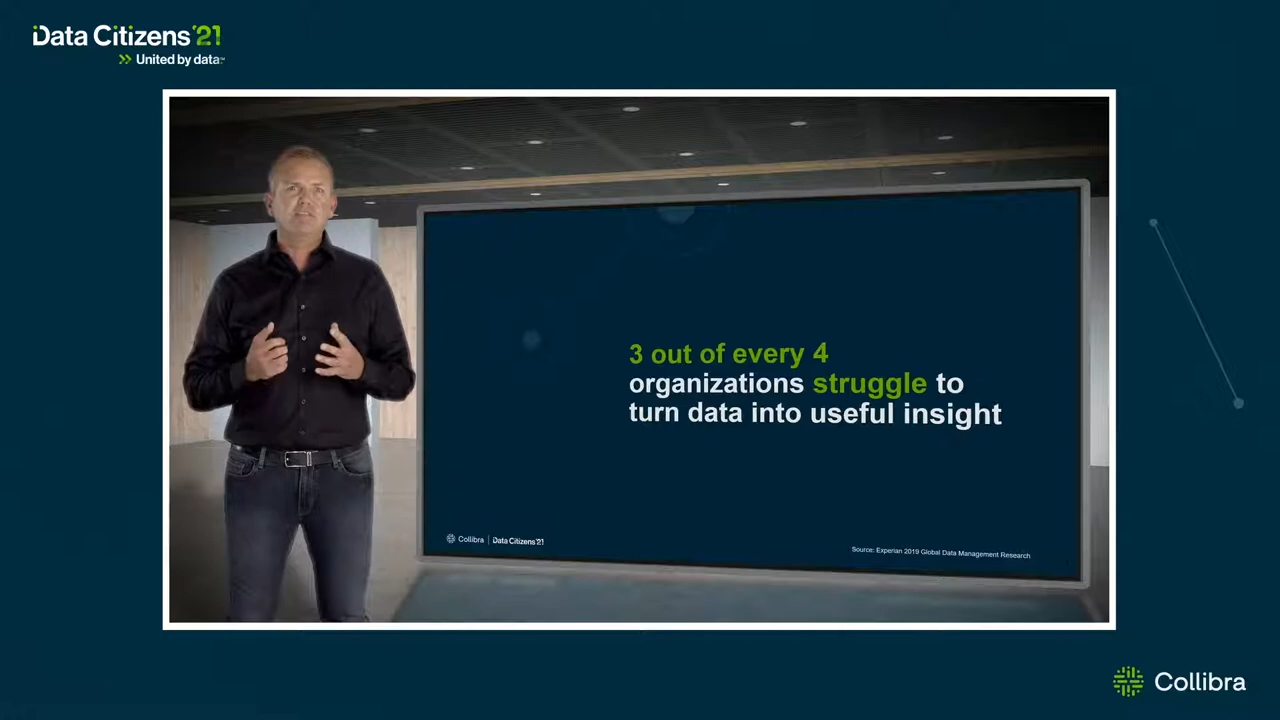 Data Citizens '21
United by data℠
3 out of every 4
organizations struggle to
turn data into useful insight
Collibra | Data Citizens'21
Source: Experian 2019 Global Data Management Research
Collibra